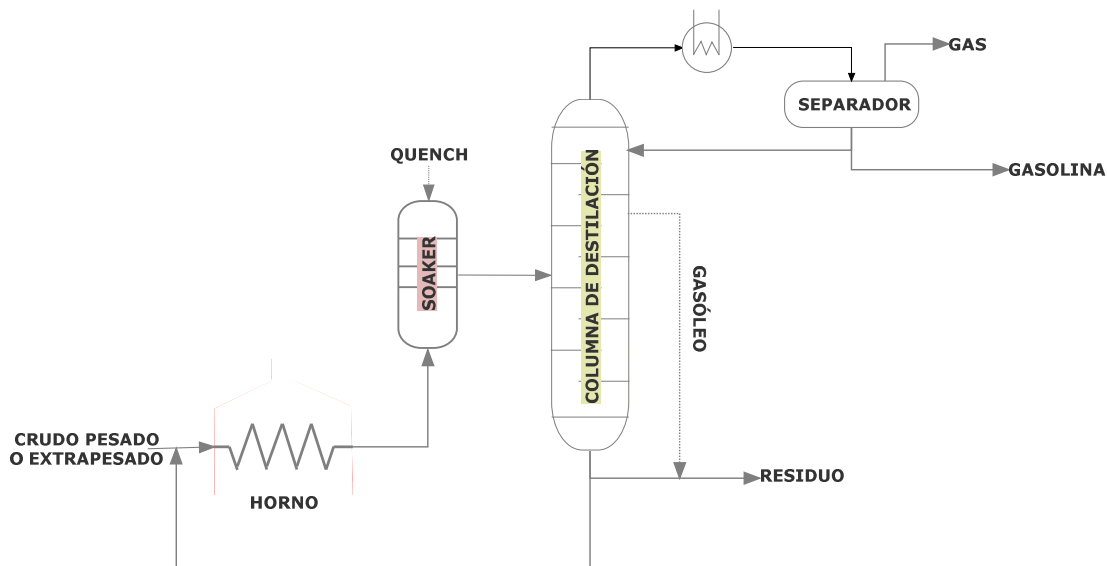 GAS
SEPARADOR
QUENCH
GASOLINA
COLUMNA DE DESTILACIÓN
SOAKER
GASÓLEO
CRUDO PESADO
O EXTRAPESADO
RESIDUO
HORNO